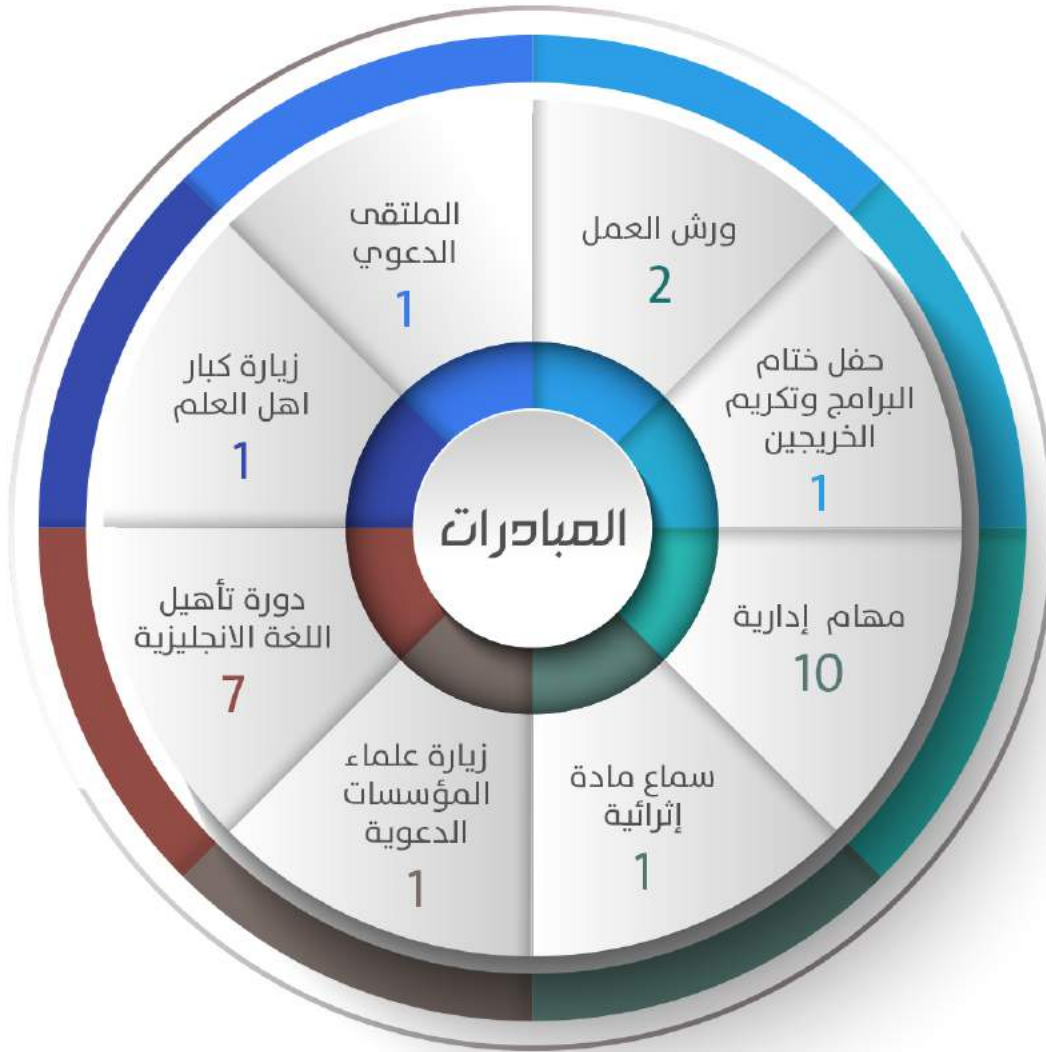 المبادرات
ورش العمل
2
حفل ختام
البرامج وتكريم
الخريجين
1
مهام إدارية
10
سماع مادة
إثرائية
1
زيارة علماء
المؤسسات
الدعوية
1
دورة تأهيل
اللغة الانجليزية
7
زيارة كبار
اهل العلم
1
الملتقى
الدعوي
1